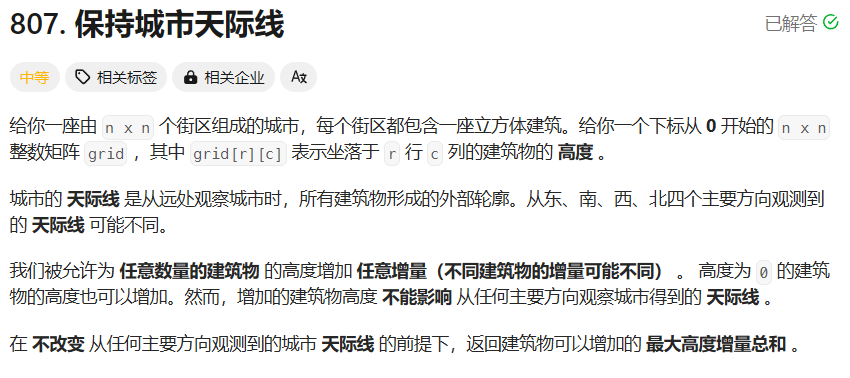 807. 保持城市天际线
已解答
中等 相关标签 相关企业
给你一座由 n x n 个街区组成的城市，每个街区都包含一座立方体建筑。给你一个下标从 0 开始的 n x n
整数矩阵 grid ，其中 grid[r][c] 表示坐落于 r 行 c 列的建筑物的 高度 。
城市的 天际线 是从远处观察城市时，所有建筑物形成的外部轮廓。从东、南、西、北四个主要方向观测到
的 天际线 可能不同。
我们被允许为 任意数量的建筑物 的高度增加 任意增量（不同建筑物的增量可能不同） 。 高度为 0 的建筑
物的高度也可以增加。然而，增加的建筑物高度 不能影响 从任何主要方向观察城市得到的 天际线 。
在 不改变 从任何主要方向观测到的城市 天际线 的前提下，返回建筑物可以增加的 最大高度增量总和 。